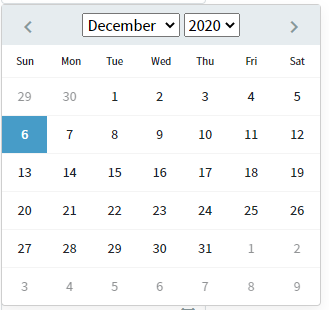 December 2020
Sun Mon Tue Wed Thu Fri Sat
29 30 1 2 3 4 5
6 7 8 9 10 11 12
13 14 15 16 17 18 19
20 21 22 23 24 25 26
27 28 29 30 31 1 2
3 4 5 6 7 8 9